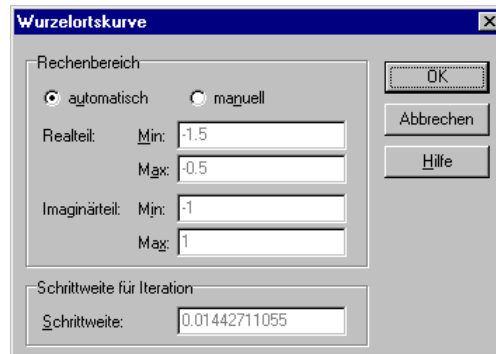 Wurzelortskurve
Rechenbereich
automatisch manuell
Realteil: Min: -1.5
Max: -0.5
Imaginärteil: Min: -1
Max: 1
Schrittweite für Iteration
Schrittweite: 0.01442711055
OK
Abbrechen
Hilfe